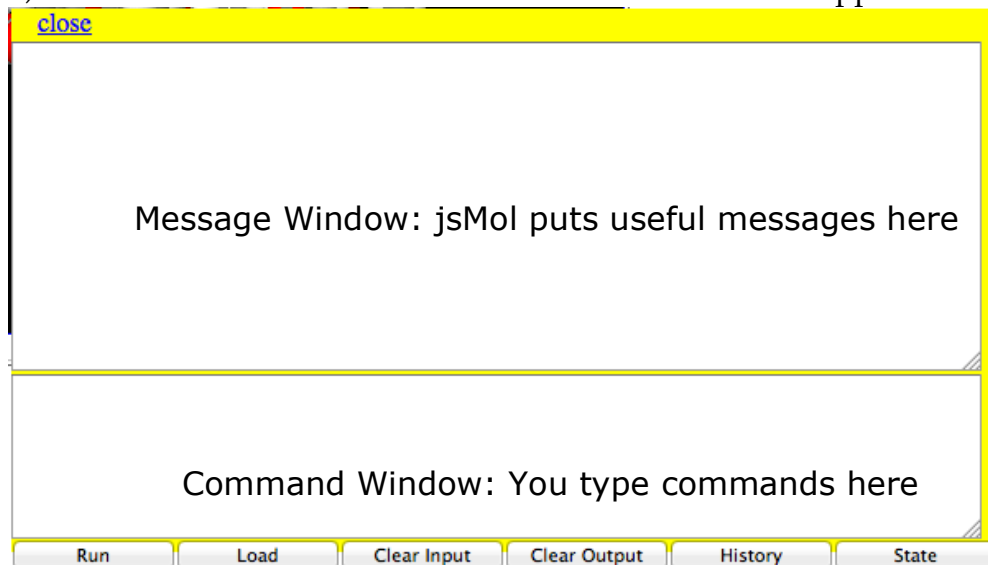 close
Message Window: jsMol puts useful messages here
Command Window: You type commands here
Run Load Clear Input Clear Output History State